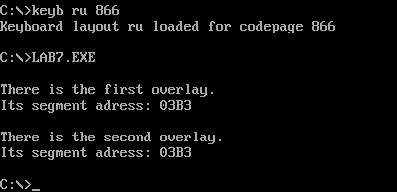 C:\>keyb ru 866
Keyboard layout ru loaded for codepage 866
C:\>LAB7.EXE
There is the first overlay.
Its segment adress: 03B3
There is the second overlay.
Its segment adress: 03B3
C:\>_